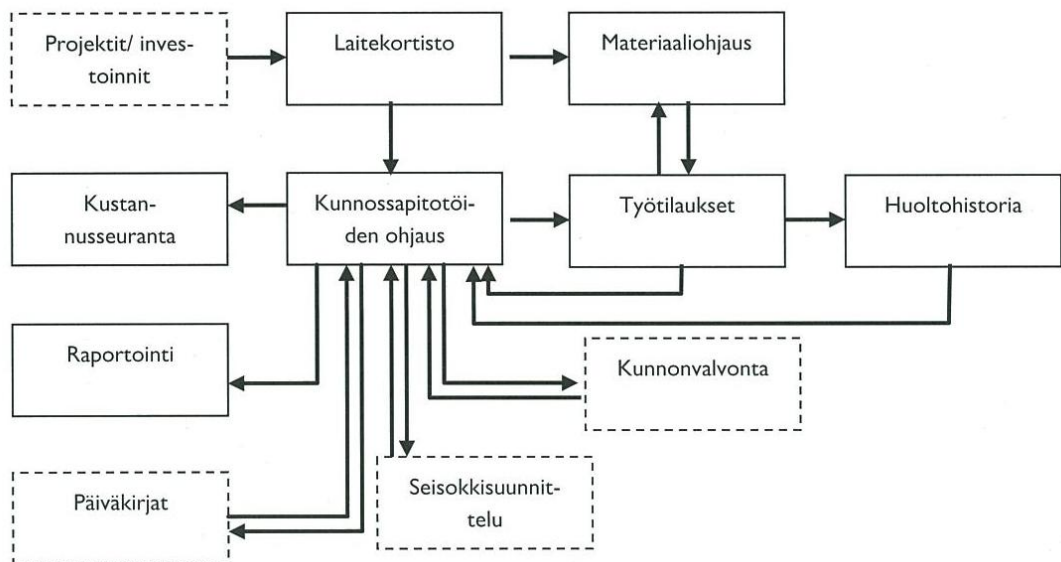 Projektit/ inves-
toinnit
Laitekortisto
Materiaaliohjaus
Kustan-
nusseuranta
Kunnossapitotöi-
den ohjaus
Työtilaukset
Huoltohistoria
Raportointi
Kunnonvalvonta
Päiväkirjat
Seisokkisuunnit-
telu